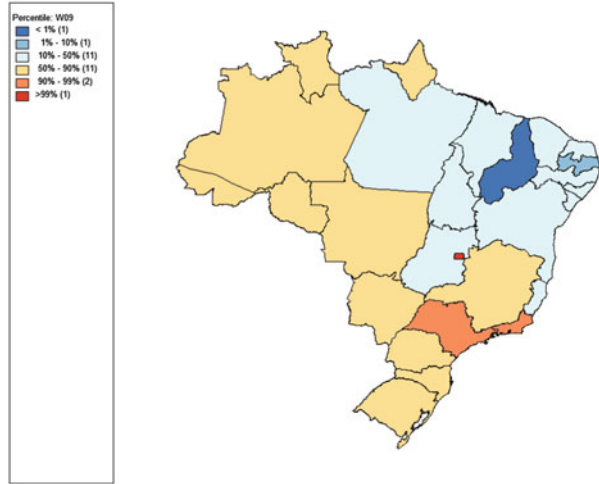 Percentile: W09
< 1% (1)
1% - 10% (1)
10% - 50% (11)
50% - 90% (11)
90% - 99% (2)
>99% (1)